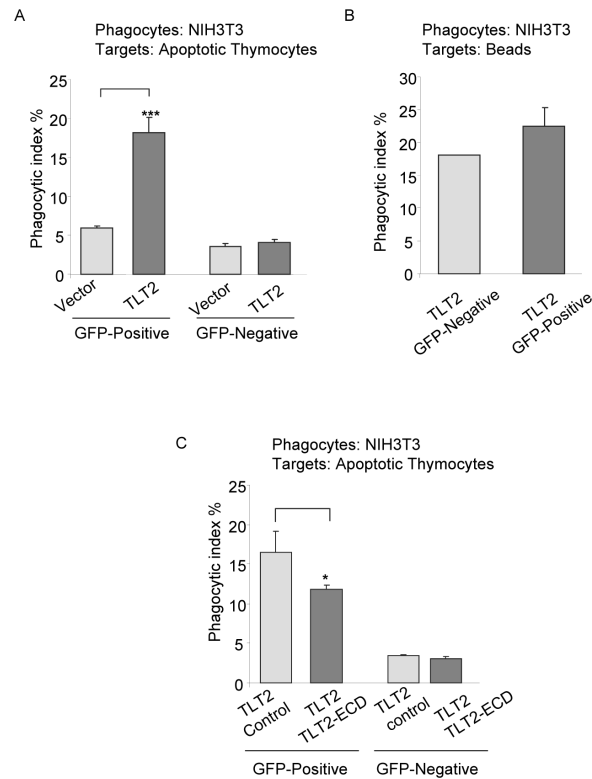 A
Phagocytes: NIH3T3
Targets: Apoptotic Thymocytes
Phagocytic index %
25
20
15
10
5
0
***
Vector
TLT2
Vector
TLT2
GFP-Positive
GFP-Negative
B
Phagocytes: NIH3T3
Targets: Beads
Phagocytic index %
30
25
20
15
10
5
0
TLT2
GFP-Negative
TLT2
GFP-Positive
C
Phagocytes: NIH3T3
Targets: Apoptotic Thymocytes
Phagocytic index %
25
20
15
10
5
0
*
TLT2
Control
TLT2
TLT2-ECD
TLT2
control
TLT2
TLT2-ECD
GFP-Positive
GFP-Negative